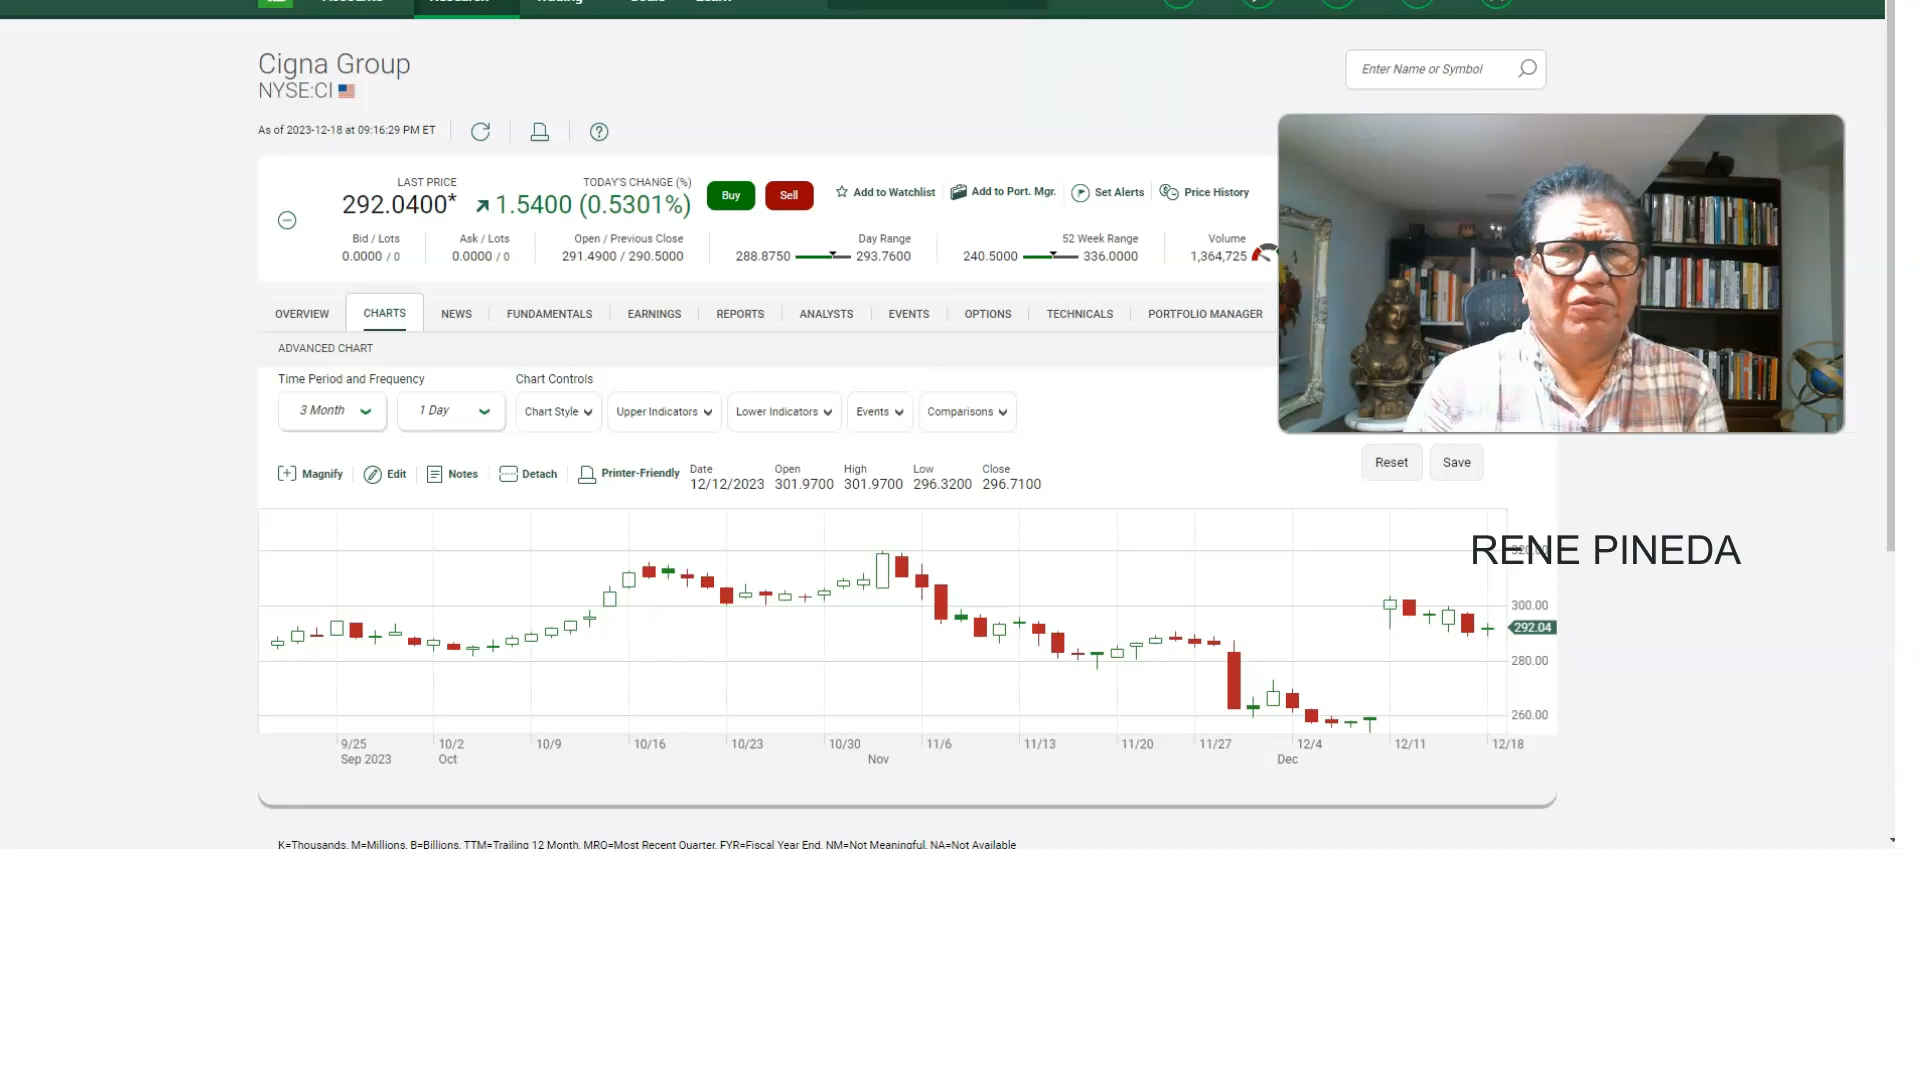 Accounts Research Trading Goals Learn
Cigna Group
NYSE:CI
Enter Name or Symbol
As of 2023-12-18 at 09:16:29 PM ET
LAST PRICE TODAY'S CHANGE (%)
292.0400* 1.5400 (0.5301%) Buy Sell Add to Watchlist Add to Port. Mgr. Set Alerts Price History
Bid / Lots Ask / Lots Open / Previous Close Day Range 52 Week Range Volume
0.0000 / 0 0.0000 / 0 291.4900 / 290.5000 288.8750 293.7600 240.5000 336.0000 1,364,725
OVERVIEW CHARTS NEWS FUNDAMENTALS EARNINGS REPORTS ANALYSTS EVENTS OPTIONS TECHNICALS PORTFOLIO MANAGER
ADVANCED CHART
Time Period and Frequency Chart Controls
3 Month 1 Day Chart Style Upper Indicators Lower Indicators Events Comparisons
Reset Save
Magnify Edit Notes Detach Printer-Friendly
Date Open High Low Close
12/12/2023 301.9700 301.9700 296.3200 296.7100
RENE PINEDA
320.00
300.00
292.04
280.00
260.00
9/25 10/2 10/9 10/16 10/23 10/30 11/6 11/13 11/20 11/27 12/4 12/11 12/18
Sep 2023 Oct Nov Dec
K=Thousands, M=Millions, B=Billions, TTM=Trailing 12 Month, MRQ=Most Recent Quarter, FYR=Fiscal Year End, NM=Not Meaningful, NA=Not Available